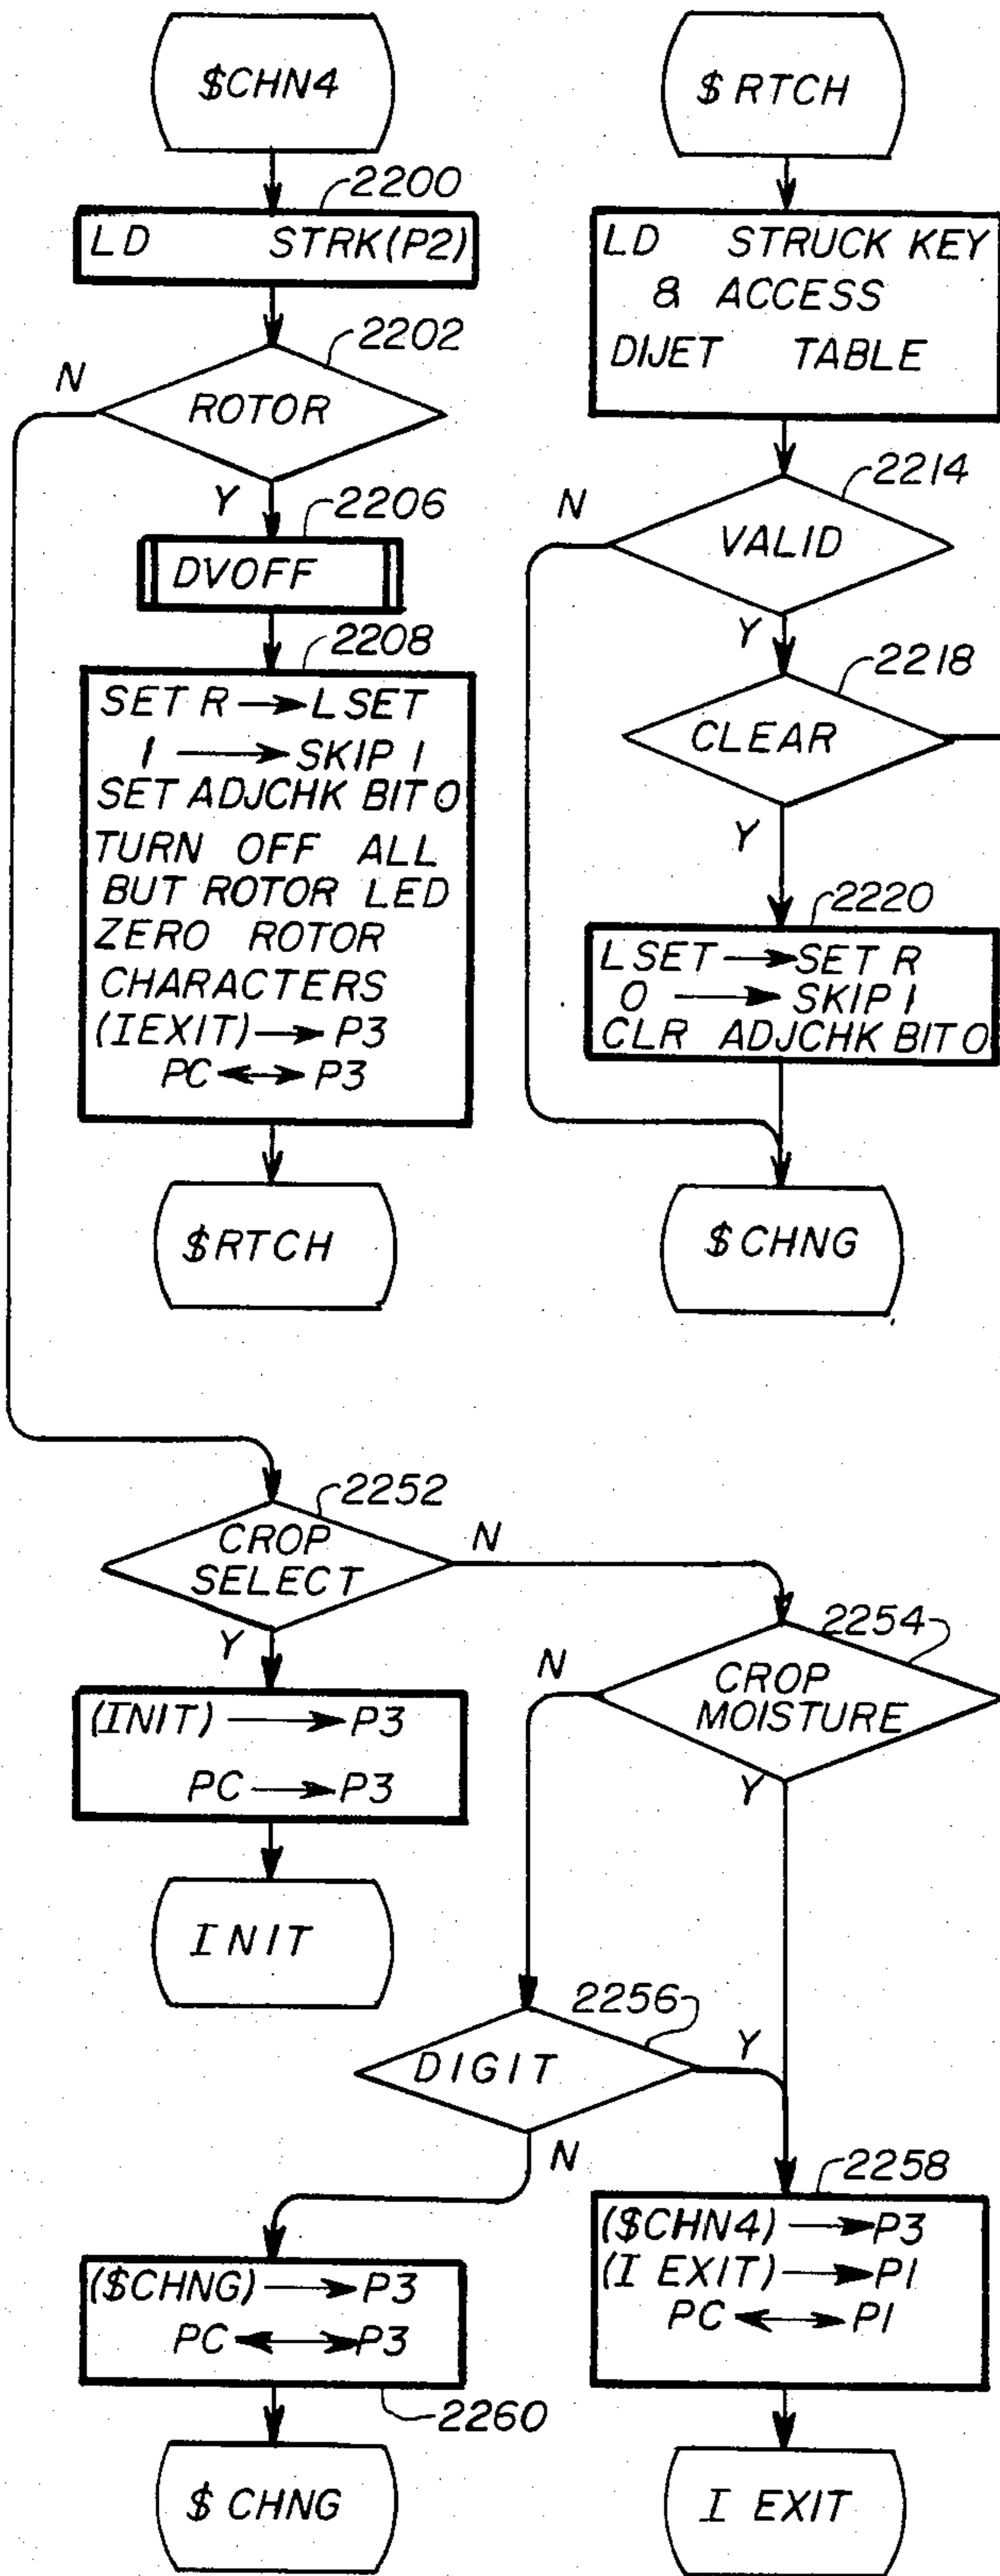 $CHN4
2200
LD STRK(P2)
2202
N
ROTOR
Y
2206
DVOFF
2208
SET R → LSET
1 → SKIP 1
SET ADJCHK BIT 0
TURN OFF ALL
BUT ROTOR LED
ZERO ROTOR
CHARACTERS
(IEXIT) → P3
PC ↔ P3
$RTCH
$ RTCH
LD STRUCK KEY
& ACCESS
DIJET TABLE
2214
N
VALID
Y
2218
CLEAR
Y
2220
LSET → SET R
0 → SKIP 1
CLR ADJCHK BIT 0
$ CHNG
2252
CROP
SELECT
N
Y
(INIT) → P3
PC → P3
INIT
2254
N
CROP
MOISTURE
Y
2256
DIGIT
Y
N
2258
($CHN4) → P3
(I EXIT) → P1
PC ↔ P1
I EXIT
($CHNG) → P3
PC ↔ P3
2260
$ CHNG